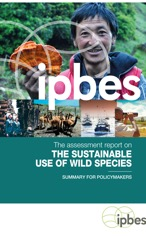 ipbes
The assessment report on
THE SUSTAINABLE
USE OF WILD SPECIES
SUMMARY FOR POLICYMAKERS
ipbes